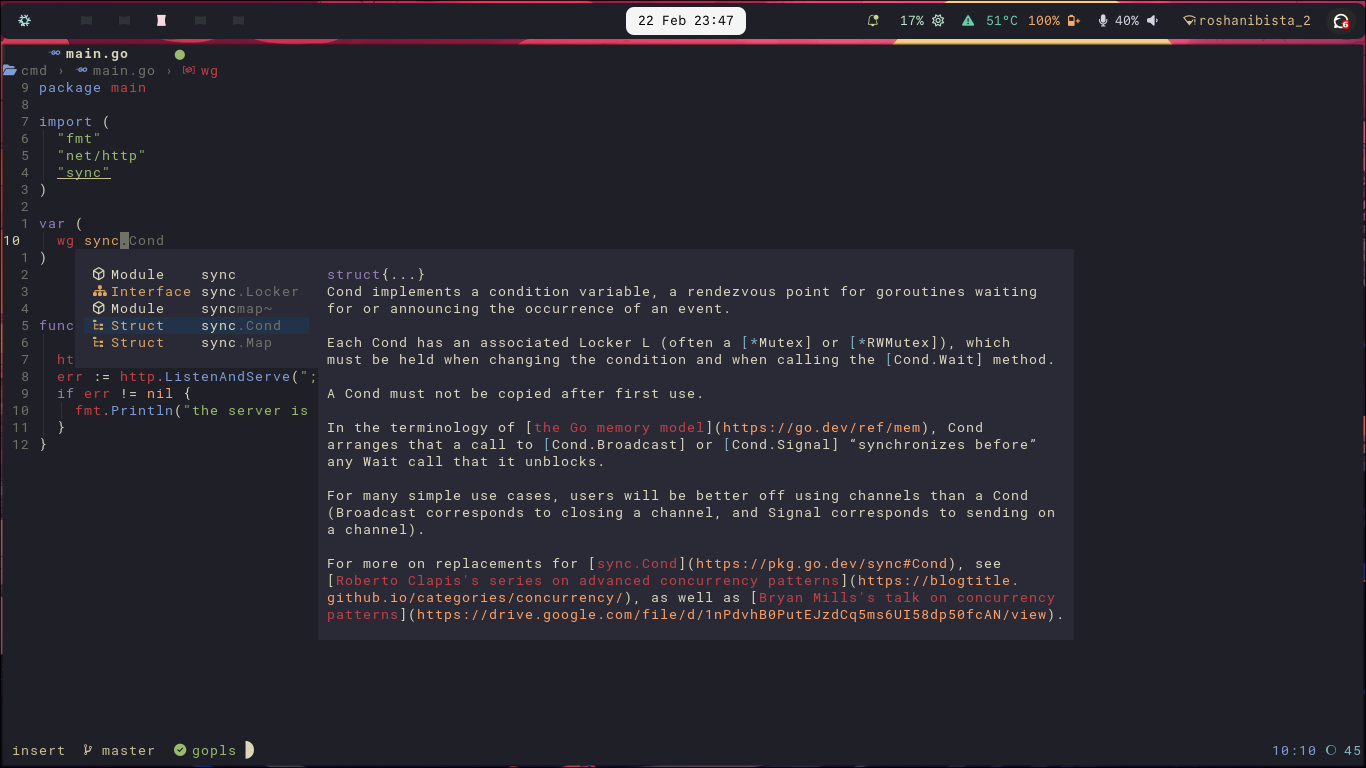 22 Feb 23:47
17%
51°C 100%
40%
roshanibista_2
6
main.go
cmd › main.go › wg
9 package main
8
7 import (
6 "fmt"
5 "net/http"
4 "sync"
3 )
2
1 var (
10 wg sync.Cond
1 )
2
3
4
5 func
6
7 ht
8 err := http.ListenAndServe(";
9 if err != nil {
10 fmt.Println("the server is
11 }
12 }
Module sync
Interface sync.Locker
Module syncmap~
Struct sync.Cond
Struct sync.Map
struct{...}
Cond implements a condition variable, a rendezvous point for goroutines waiting
for or announcing the occurrence of an event.
Each Cond has an associated Locker L (often a [*Mutex] or [*RWMutex]), which
must be held when changing the condition and when calling the [Cond.Wait] method.
A Cond must not be copied after first use.
In the terminology of [the Go memory model](https://go.dev/ref/mem), Cond
arranges that a call to [Cond.Broadcast] or [Cond.Signal] “synchronizes before”
any Wait call that it unblocks.
For many simple use cases, users will be better off using channels than a Cond
(Broadcast corresponds to closing a channel, and Signal corresponds to sending on
a channel).
For more on replacements for [sync.Cond](https://pkg.go.dev/sync#Cond), see
[Roberto Clapis's series on advanced concurrency patterns](https://blogtitle.
github.io/categories/concurrency/), as well as [Bryan Mills's talk on concurrency
patterns](https://drive.google.com/file/d/1nPdvhB0PutEJzdCq5ms6UI58dp50fcAN/view).
insert master gopls
10:10 45